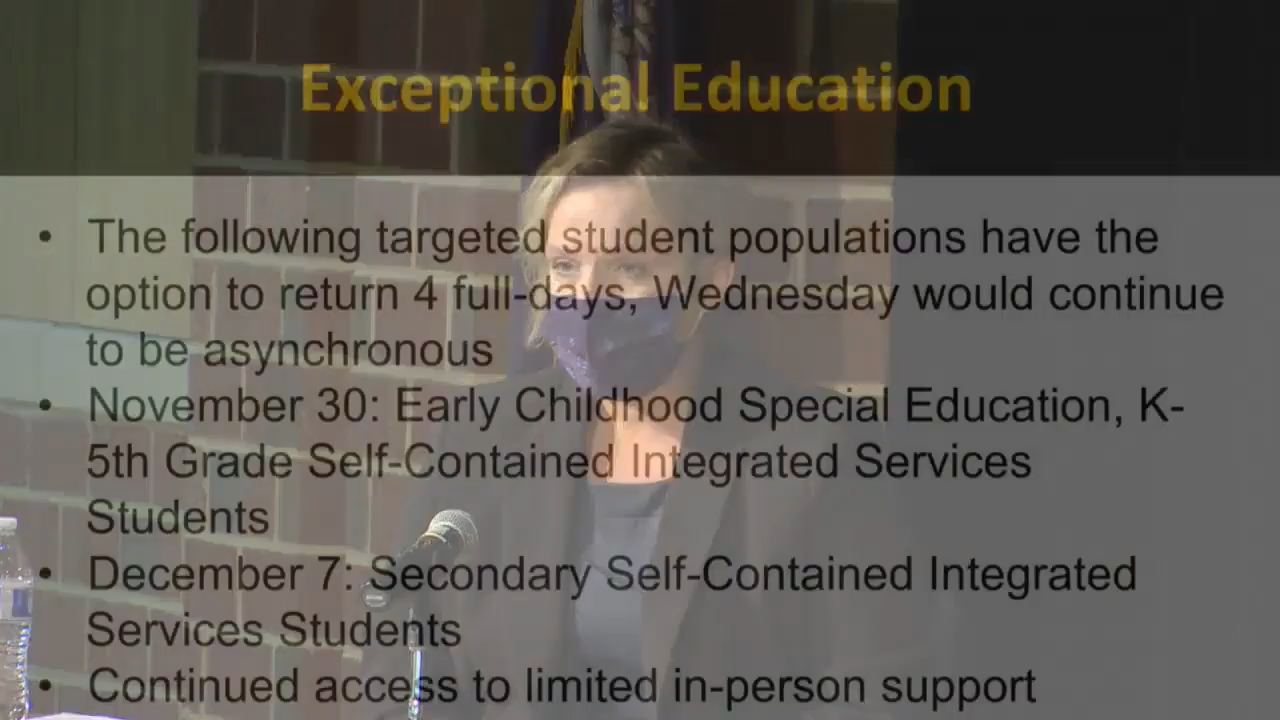 Exceptional Education
• The following targeted student populations have the
option to return 4 full-days, Wednesday would continue
to be asynchronous
• November 30: Early Childhood Special Education, K-
5th Grade Self-Contained Integrated Services
Students
• December 7: Secondary Self-Contained Integrated
Services Students
• Continued access to limited in-person support